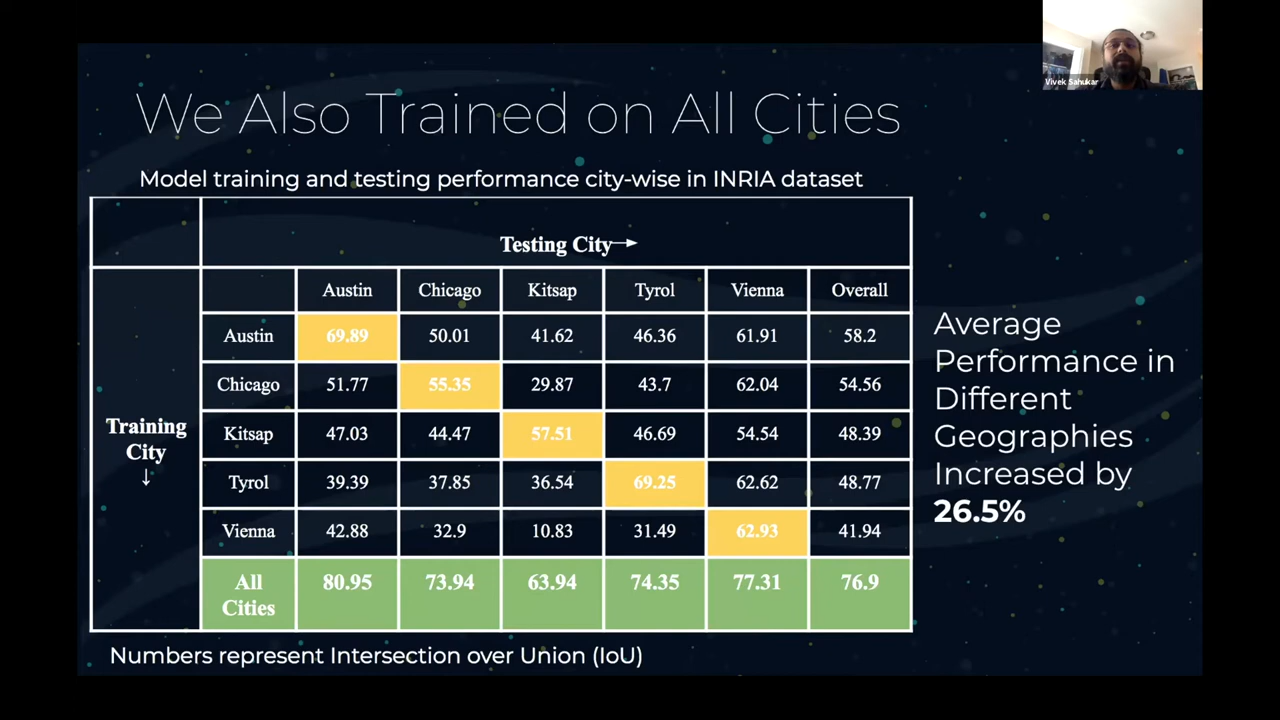 Vivek Sahukar
We Also Trained on All Cities
Model training and testing performance city-wise in INRIA dataset
Testing City→
Austin Chicago Kitsap Tyrol Vienna Overall
Austin 69.89 50.01 41.62 46.36 61.91 58.2
Chicago 51.77 55.35 29.87 43.7 62.04 54.56
Training
City
↓
Kitsap 47.03 44.47 57.51 46.69 54.54 48.39
Tyrol 39.39 37.85 36.54 69.25 62.62 48.77
Vienna 42.88 32.9 10.83 31.49 62.93 41.94
All
Cities
80.95 73.94 63.94 74.35 77.31 76.9
Average
Performance in
Different
Geographies
Increased by
26.5%
Numbers represent Intersection over Union (IoU)